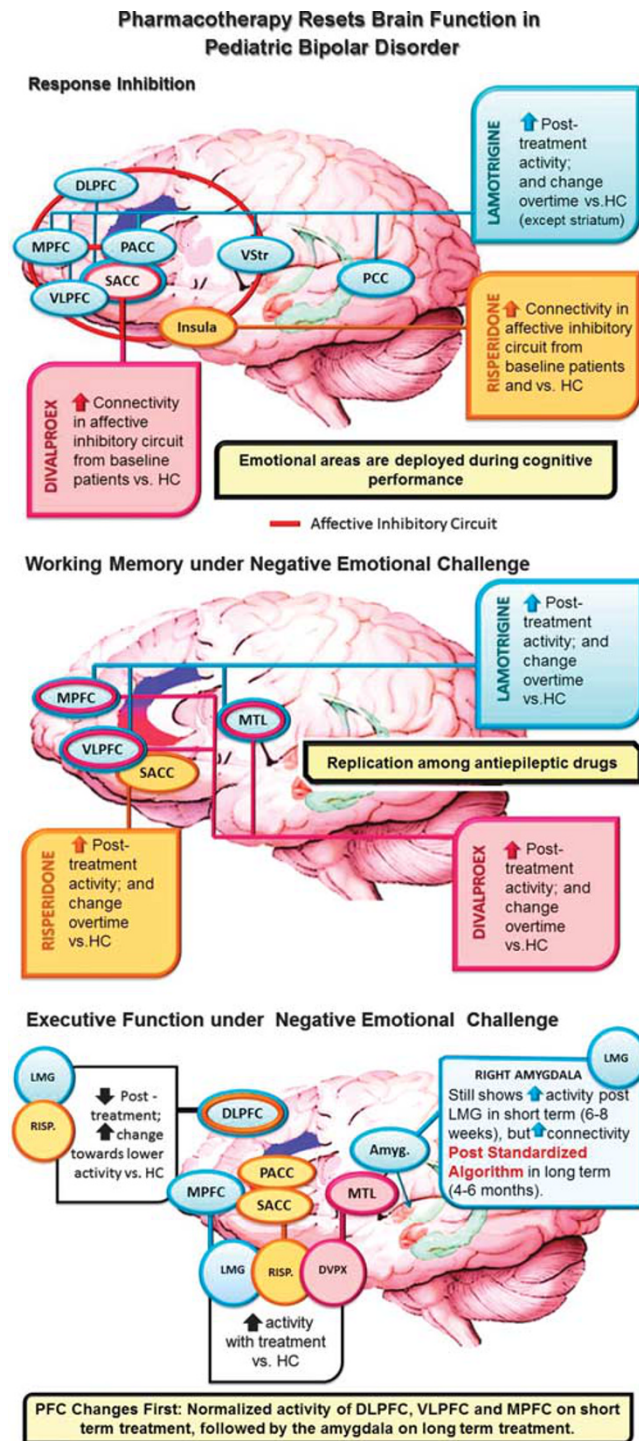 Pharmacotherapy Resets Brain Function in
Pediatric Bipolar Disorder
Response Inhibition
DLPFC
MPFC
PACC
SACC
VLPFC
VStr
PCC
Insula
LAMOTRIGINE
⬆ Post-
treatment
activity;
and change
overtime vs.HC
(except striatum)
RISPERIDONE
⬆ Connectivity in
affective inhibitory
circuit from
baseline patients
and vs. HC
DIVALPROEX
⬆ Connectivity
in affective
inhibitory circuit
from baseline
patients vs. HC
Emotional areas are deployed during cognitive
performance
Affective Inhibitory Circuit
Working Memory under Negative Emotional Challenge
MPFC
VLPFC
SACC
MTL
LAMOTRIGINE
⬆ Post-
treatment
activity; and
change
overtime
vs.HC
Replication among antiepileptic drugs
RISPERIDONE
⬆ Post-
treatment
activity; and
change
overtime
vs.HC
DIVALPROEX
⬆ Post-
treatment
activity; and
change
overtime
vs.HC
Executive Function under Negative Emotional Challenge
LMG
RISP.
⬇ Post -
treatment;
⬆ change
towards lower
activity vs. HC
DLPFC
PACC
MPFC
SACC
MTL
Amyg.
LMG
RIGHT AMYGDALA
Still shows ⬆ activity post
LMG in short term (6-8
weeks), but ⬆ connectivity
Post Standardized
Algorithm in long term
(4-6 months).
LMG
RISP.
DVPX
⬆ activity
with treatment
vs. HC
PFC Changes First: Normalized activity of DLPFC, VLPFC and MPFC on short
term treatment, followed by the amygdala on long term treatment.